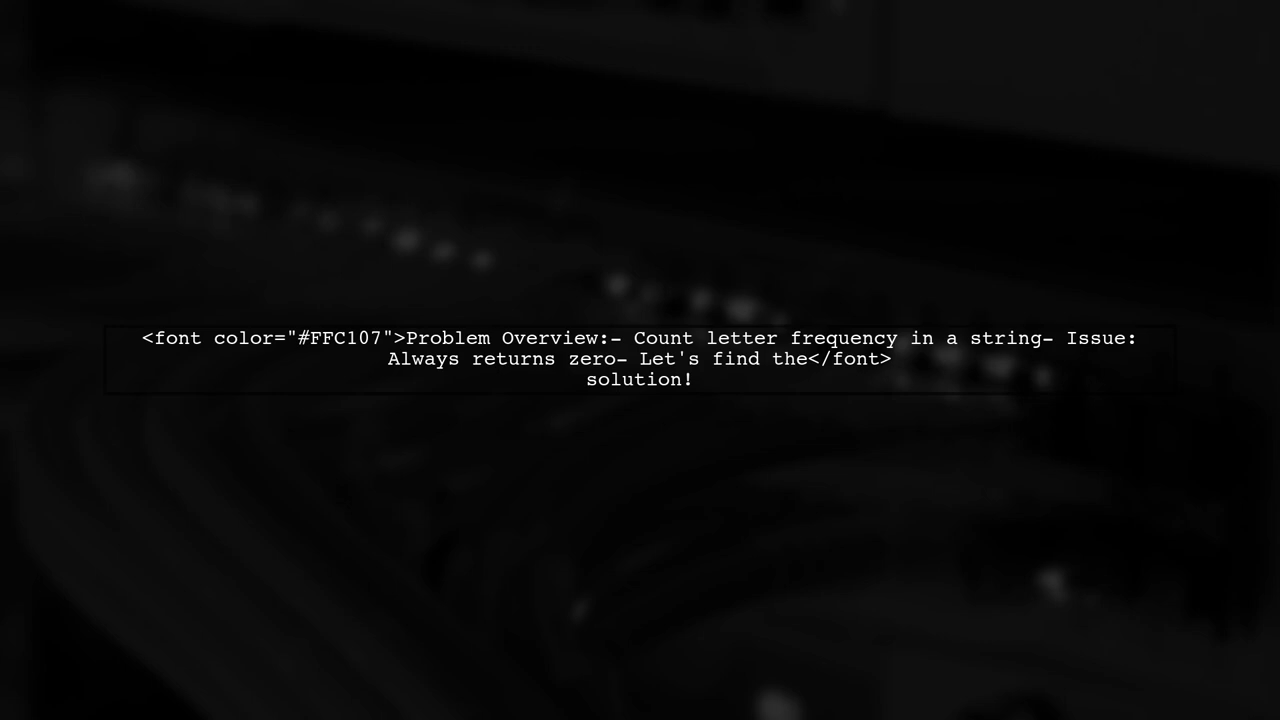 <font color="#FFC107">Problem Overview:- Count letter frequency in a string- Issue:
Always returns zero- Let's find the</font>
solution!